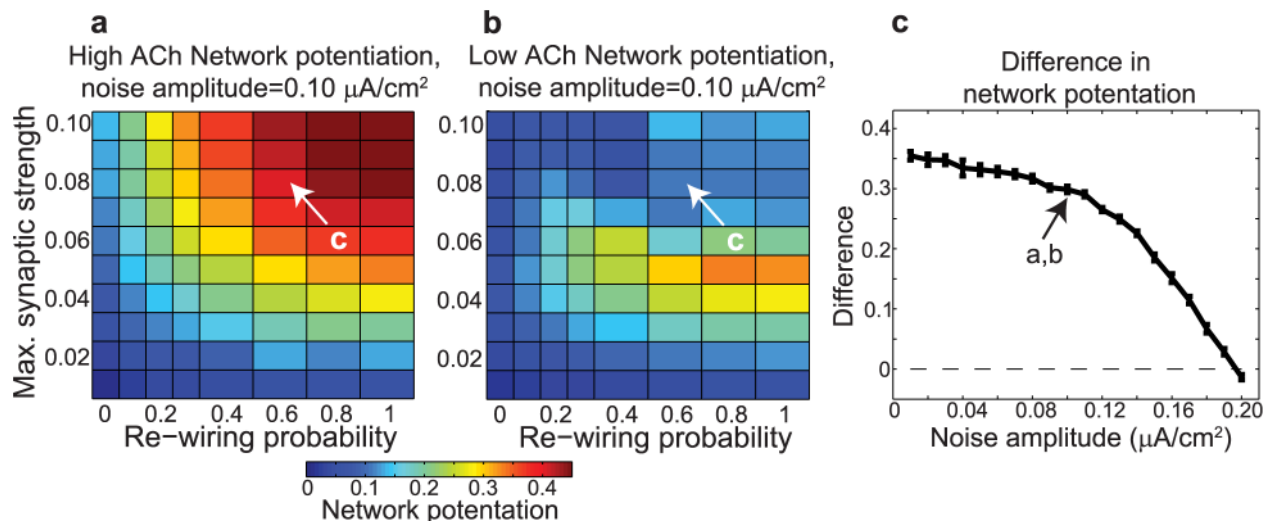 a
High ACh Network potentiation,
noise amplitude=0.10 μA/cm²
Max. synaptic strength
0.10
0.08
0.06
0.04
0.02
c
0 0.2 0.4 0.6 0.8 1
Re-wiring probability
b
Low ACh Network potentiation,
noise amplitude=0.10 μA/cm²
0.10
0.08
0.06
0.04
0.02
c
0 0.2 0.4 0.6 0.8 1
Re-wiring probability
0 0.1 0.2 0.3 0.4
Network potentation
c
Difference in
network potentation
Difference
0.4
0.3
0.2
0.1
0
a,b
0 0.04 0.08 0.12 0.16 0.20
Noise amplitude (μA/cm²)